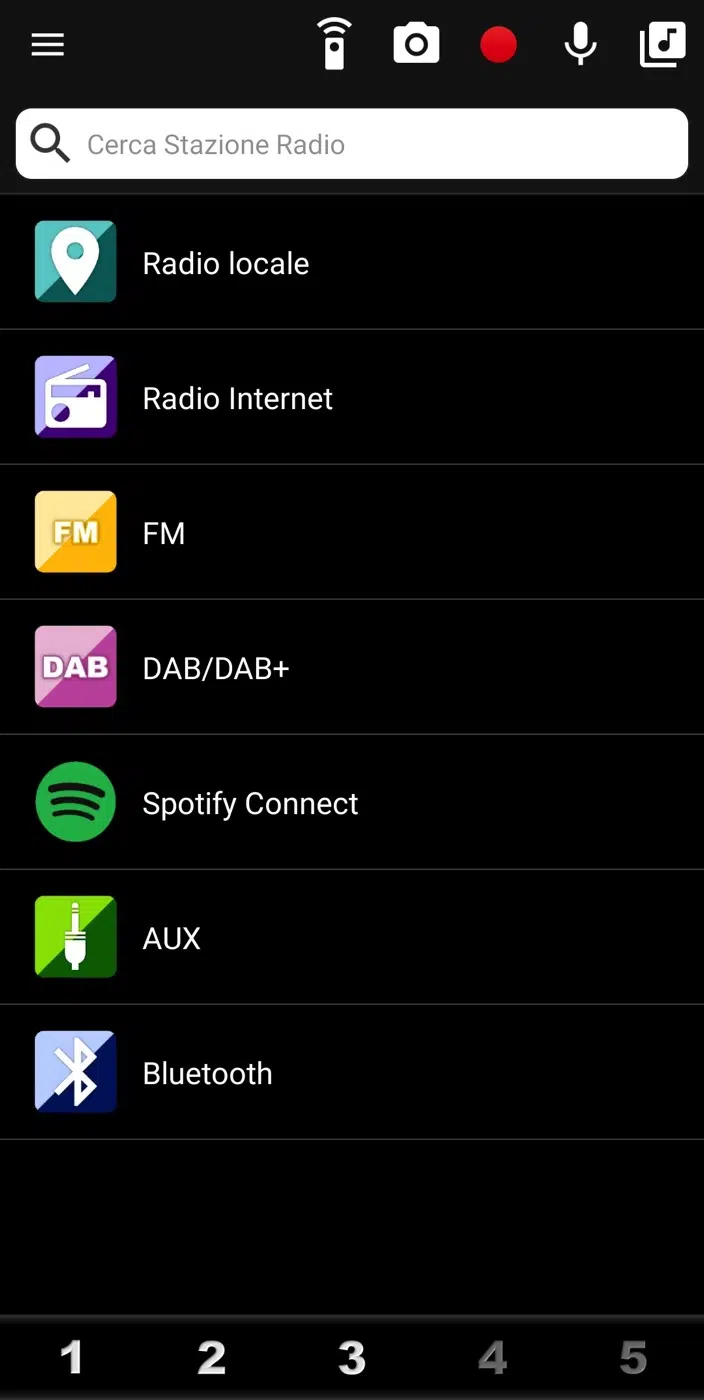 Cerca Stazione Radio
Radio locale
Radio Internet
FM FM
DAB DAB/DAB+
Spotify Connect
AUX
Bluetooth
1 2 3 4 5